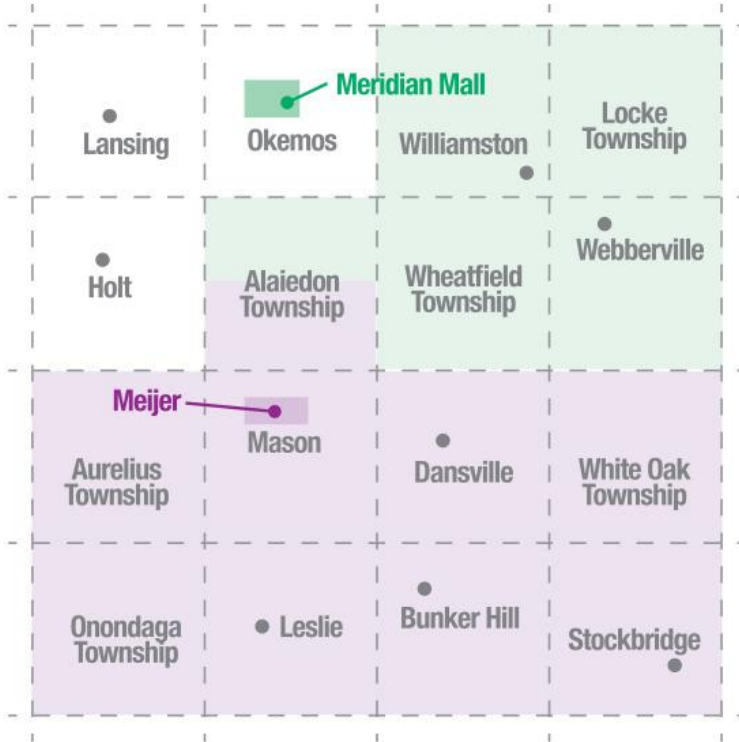 Meridian Mall
Lansing
Okemos
Williamston
Locke
Township
Holt
Alaiedon
Township
Wheatfield
Township
Webberville
Meijer
Mason
Aurelius
Township
Dansville
White Oak
Township
Onondaga
Township
Leslie
Bunker Hill
Stockbridge